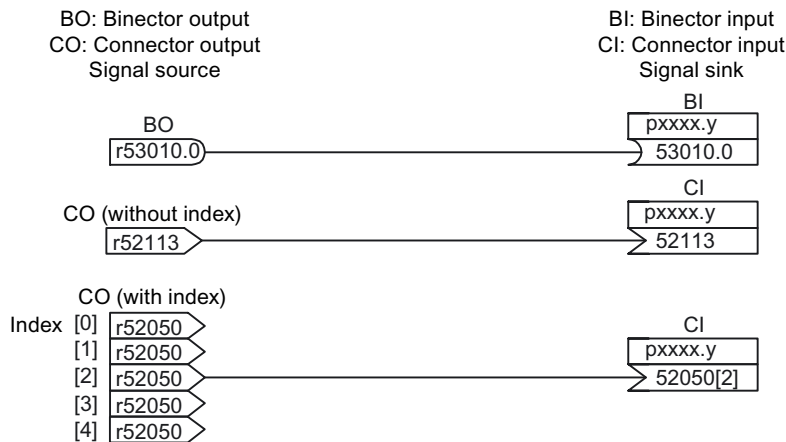 BO: Binector output
CO: Connector output
Signal source
BI: Binector input
CI: Connector input
Signal sink
BO
r53010.0
BI
pxxxx.y
53010.0
CO (without index)
r52113
CI
pxxxx.y
52113
CO (with index)
Index [0] r52050
[1] r52050
[2] r52050
[3] r52050
[4] r52050
CI
pxxxx.y
52050[2]